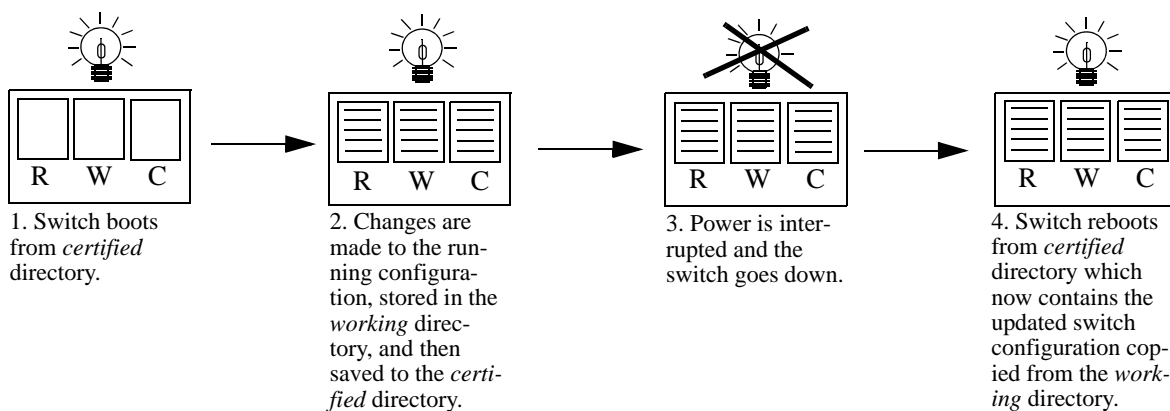 R W C
1. Switch boots
from certified
directory.
R W C
2. Changes are
made to the run-
ning configura-
tion, stored in the
working direc-
tory, and then
saved to the certi-
fied directory.
R W C
3. Power is inter-
rupted and the
switch goes down.
R W C
4. Switch reboots
from certified
directory which
now contains the
updated switch
configuration cop-
ied from the work-
ing directory.